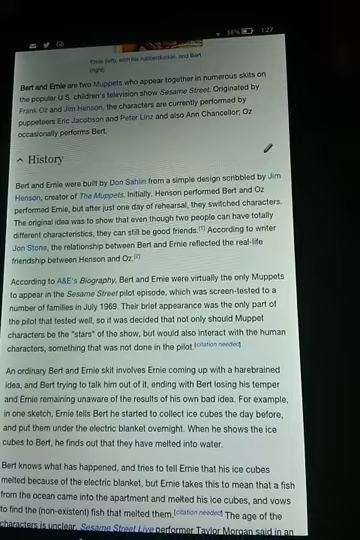 58% 1:27
Ernie (left), with his rubberduckie, and Bert
(right)
Bert and Ernie are two Muppets who appear together in numerous skits on
the popular U.S. children's television show Sesame Street. Originated by
Frank Oz and Jim Henson, the characters are currently performed by
puppeteers Eric Jacobson and Peter Linz and also Ann Chancellor; Oz
occasionally performs Bert.
History
Bert and Ernie were built by Don Sahlin from a simple design scribbled by Jim
Henson, creator of The Muppets. Initially, Henson performed Bert and Oz
performed Ernie, but after just one day of rehearsal, they switched characters.
The original idea was to show that even though two people can have totally
different characteristics, they can still be good friends.[1] According to writer
Jon Stone, the relationship between Bert and Ernie reflected the real-life
friendship between Henson and Oz.[2]
According to A&E's Biography, Bert and Ernie were virtually the only Muppets
to appear in the Sesame Street pilot episode, which was screen-tested to a
number of families in July 1969. Their brief appearance was the only part of
the pilot that tested well, so it was decided that not only should Muppet
characters be the "stars" of the show, but would also interact with the human
characters, something that was not done in the pilot.[citation needed]
An ordinary Bert and Ernie skit involves Ernie coming up with a harebrained
idea, and Bert trying to talk him out of it, ending with Bert losing his temper
and Ernie remaining unaware of the results of his own bad idea. For example,
in one sketch, Ernie tells Bert he started to collect ice cubes the day before,
and put them under the electric blanket overnight. When he shows the ice
cubes to Bert, he finds out that they have melted into water.
Bert knows what has happened, and tries to tell Ernie that his ice cubes
melted because of the electric blanket, but Ernie takes this to mean that a fish
from the ocean came into the apartment and melted his ice cubes, and vows
to find the (non-existent) fish that melted them.[citation needed] The age of the
characters is unclear. Sesame Street Live performer Taylor Morgan said in an